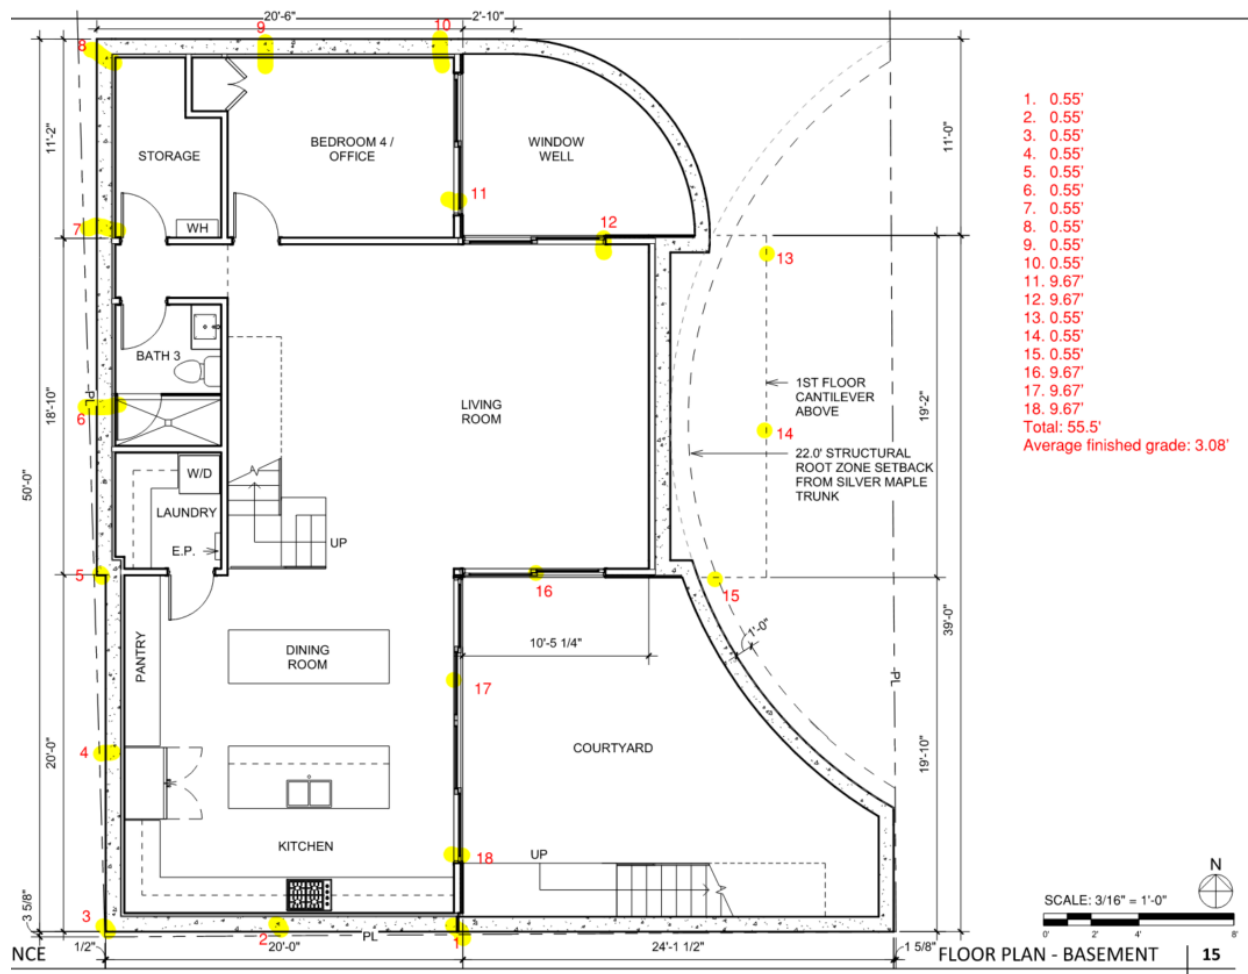 20'-6"
2'-10"
9
10
8
11'-2"
11'-0"
STORAGE
BEDROOM 4 /
OFFICE
WINDOW
WELL
11
12
7
WH
13
BATH 3
PL
6
18'-10"
50'-0"
LIVING
ROOM
1ST FLOOR
CANTILEVER
ABOVE
19'-2"
14
22.0' STRUCTURAL
ROOT ZONE SETBACK
FROM SILVER MAPLE
TRUNK
W/D
LAUNDRY
E.P.
UP
5
16
15
1'-0"
39'-0"
10'-5 1/4"
PANTRY
DINING
ROOM
17
PL
4
COURTYARD
20'-0"
19'-10"
KITCHEN
18
UP
3 5/8"
3
2
1
PL
1/2"
20'-0"
24'-1 1/2"
1 5/8"
1. 0.55'
2. 0.55'
3. 0.55'
4. 0.55'
5. 0.55'
6. 0.55'
7. 0.55'
8. 0.55'
9. 0.55'
10. 0.55'
11. 9.67'
12. 9.67'
13. 0.55'
14. 0.55'
15. 0.55'
16. 9.67'
17. 9.67'
18. 9.67'
Total: 55.5'
Average finished grade: 3.08'
N
SCALE: 3/16" = 1'-0"
0 2' 4' 8'
NCE
FLOOR PLAN - BASEMENT 15